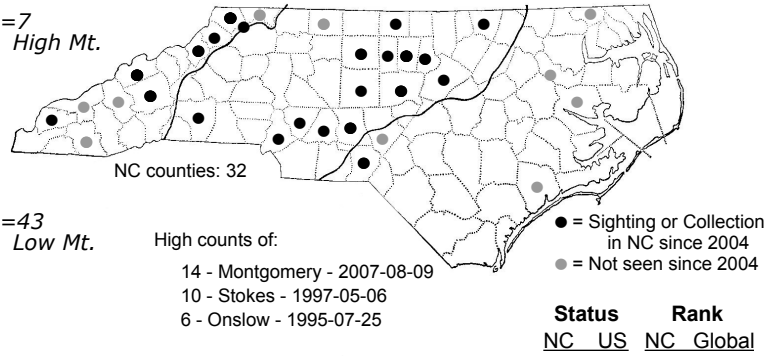 =7
High Mt.
NC counties: 32
=43
Low Mt.
High counts of:
14 - Montgomery - 2007-08-09
10 - Stokes - 1997-05-06
6 - Onslow - 1995-07-25
= Sighting or Collection
in NC since 2004
= Not seen since 2004
Status Rank
NC US NC Global